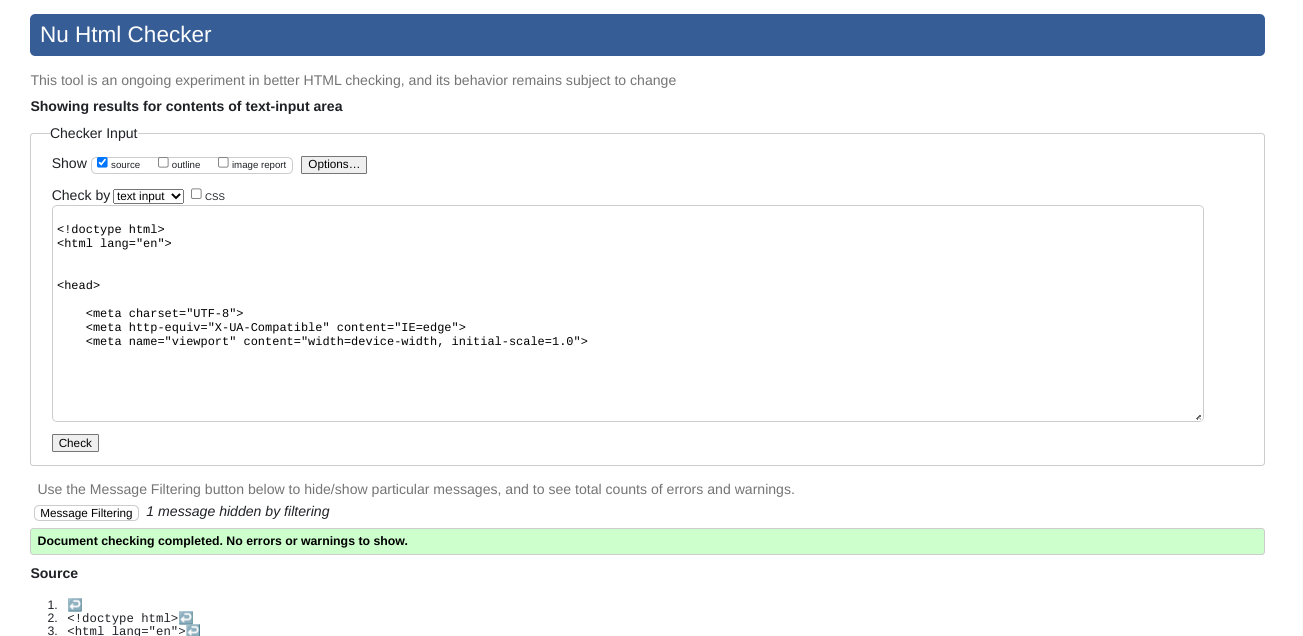 Nu Html Checker
This tool is an ongoing experiment in better HTML checking, and its behavior remains subject to change
Showing results for contents of text-input area
Checker Input
Show source outline image report Options…
Check by text input CSS
<!doctype html>
<html lang="en">
<head>
    <meta charset="UTF-8">
    <meta http-equiv="X-UA-Compatible" content="IE=edge">
    <meta name="viewport" content="width=device-width, initial-scale=1.0">
Check
Use the Message Filtering button below to hide/show particular messages, and to see total counts of errors and warnings.
Message Filtering 1 message hidden by filtering
Document checking completed. No errors or warnings to show.
Source
1. ↩
2. <!doctype html>↩
3. <html lang="en">↩